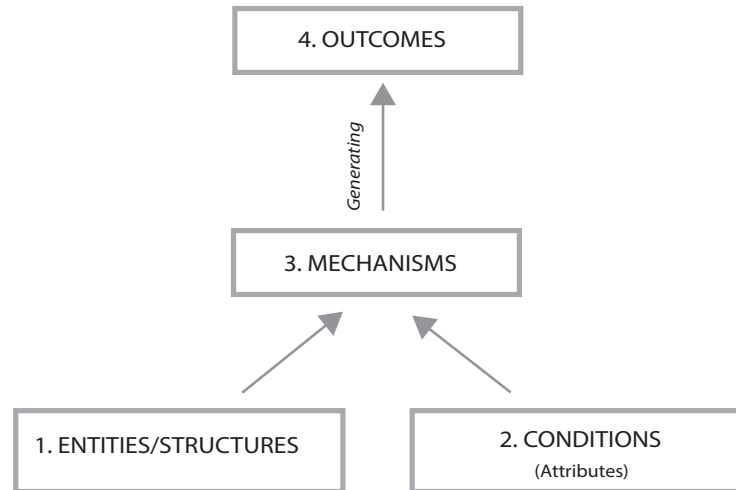 4. OUTCOMES
Generating
3. MECHANISMS
1. ENTITIES/STRUCTURES
2. CONDITIONS
(Attributes)